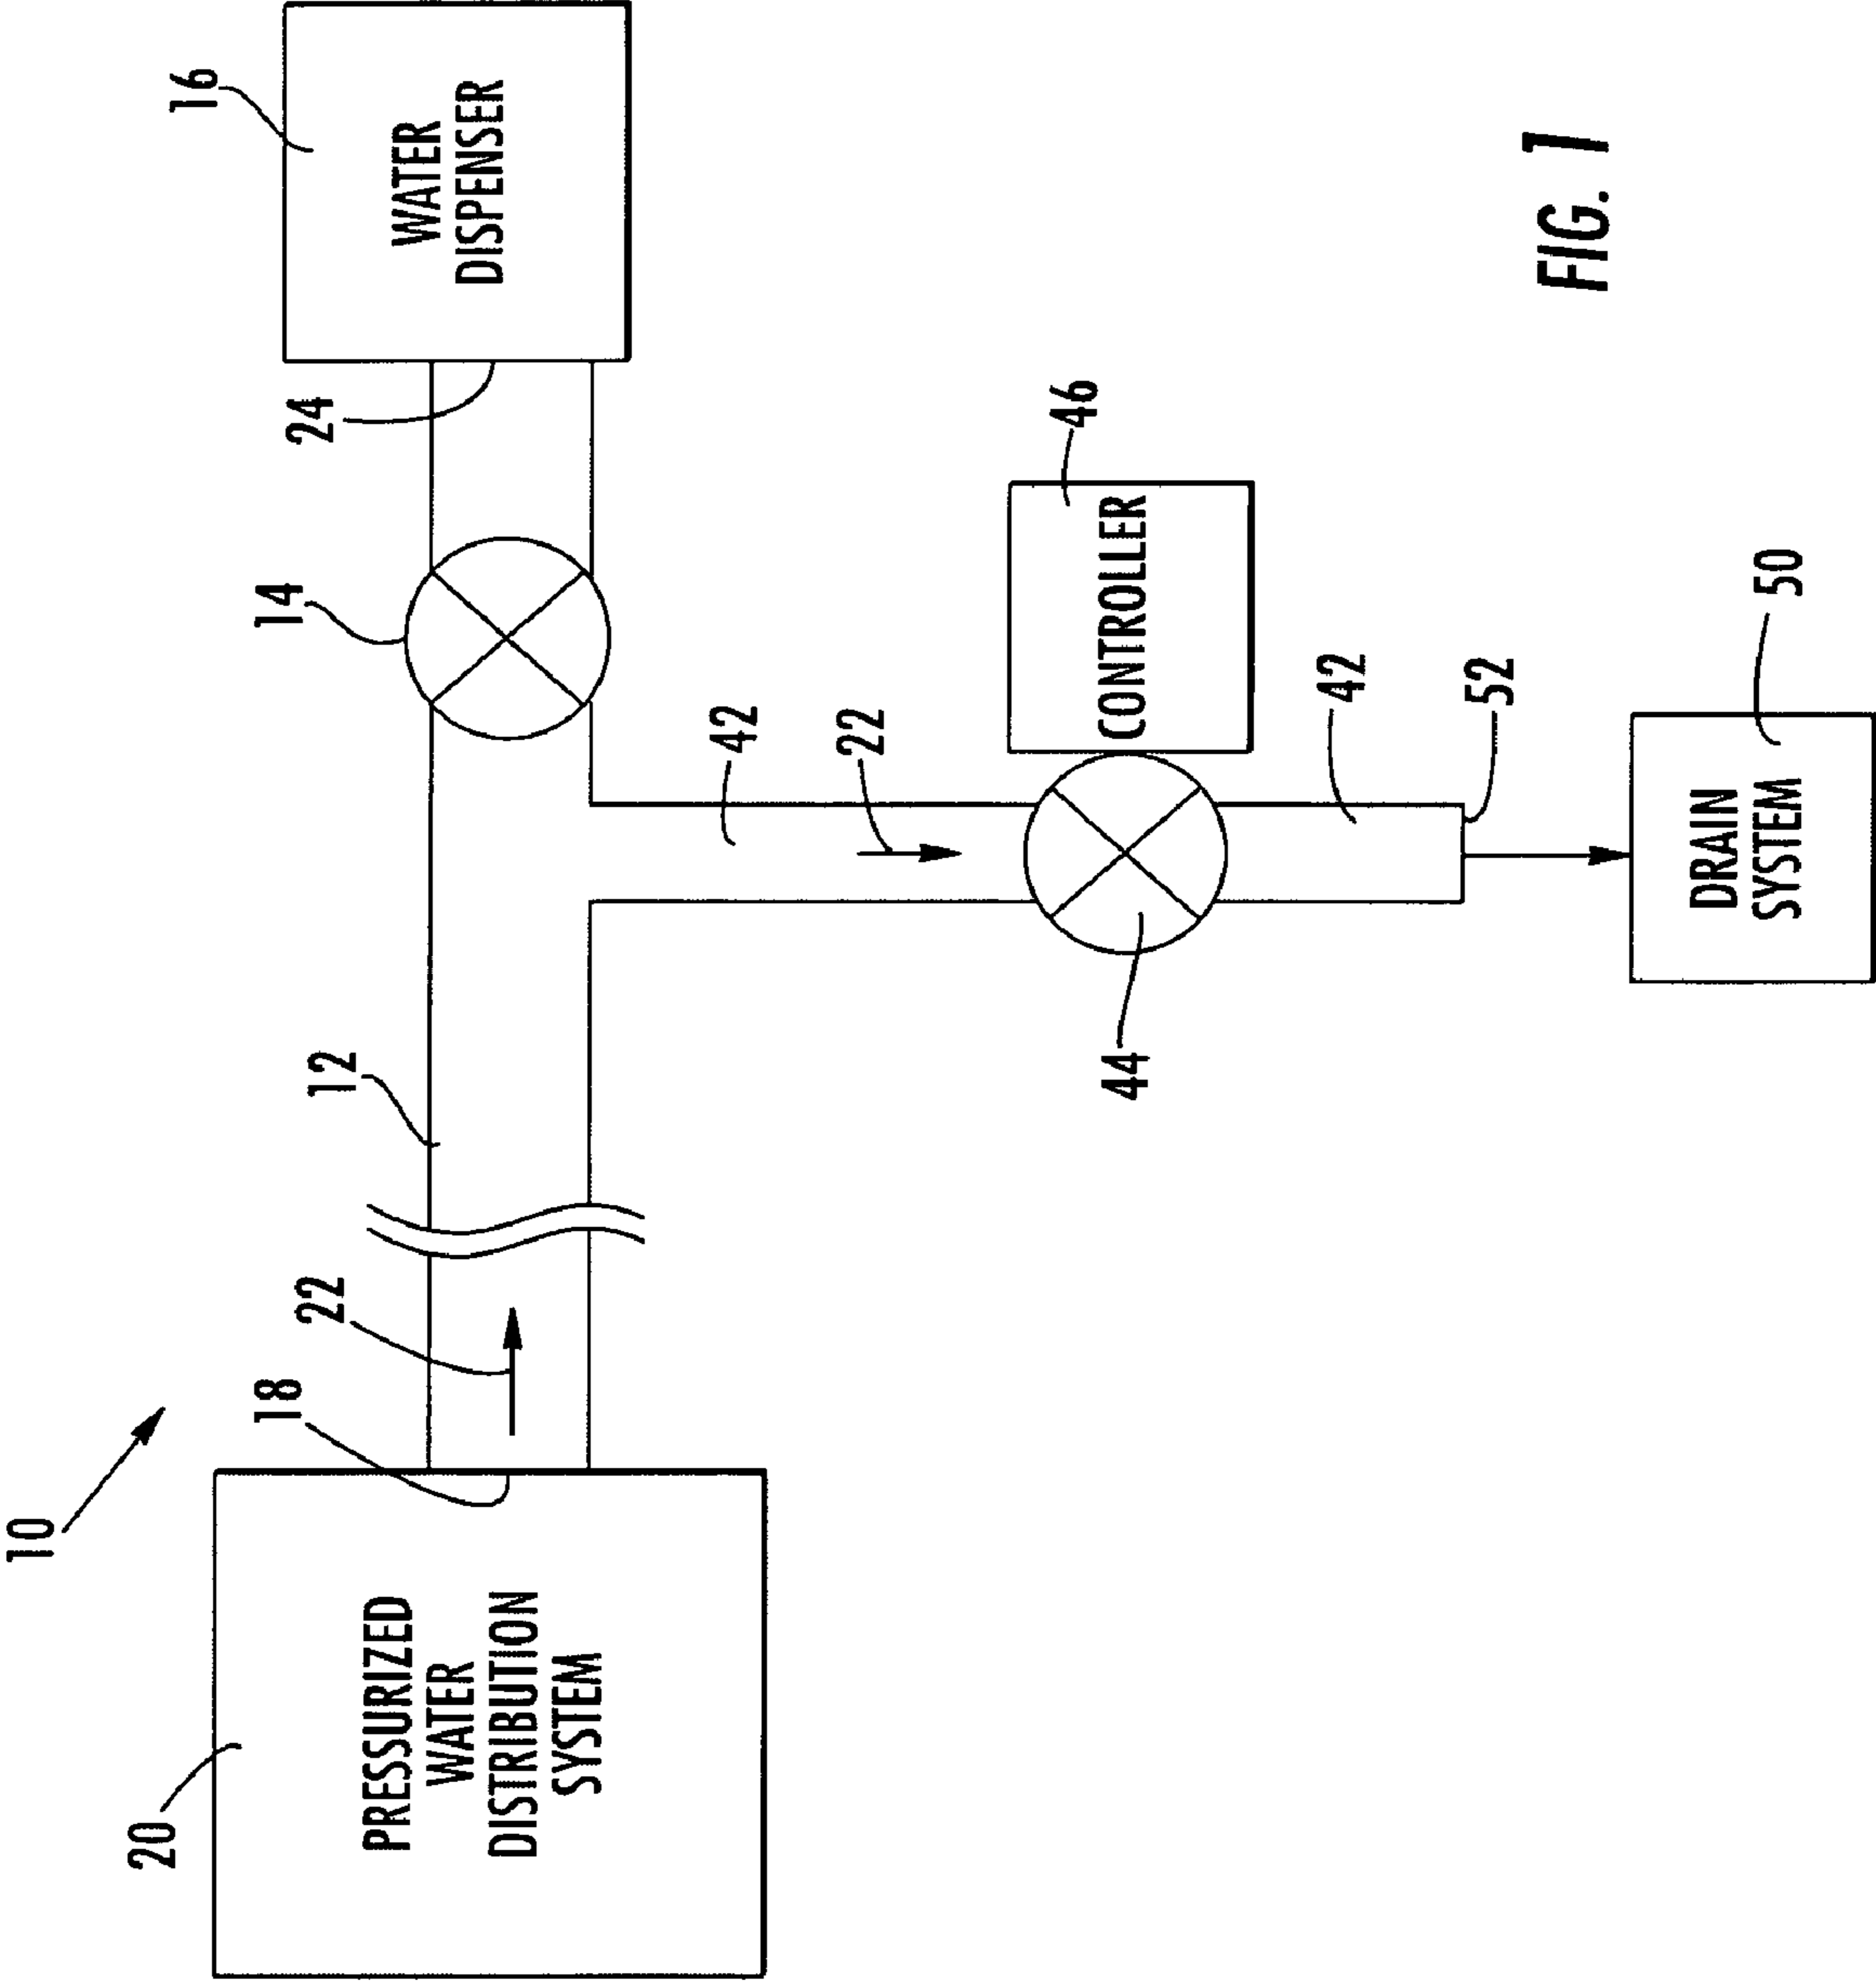 10
20
PRESSURIZED
WATER
DISTRIBUTION
SYSTEM
18
22
12
14
24
16
WATER
DISPENSER
42
22
44
46
CONTROLLER
42
52
50
DRAIN
SYSTEM
FIG. 1